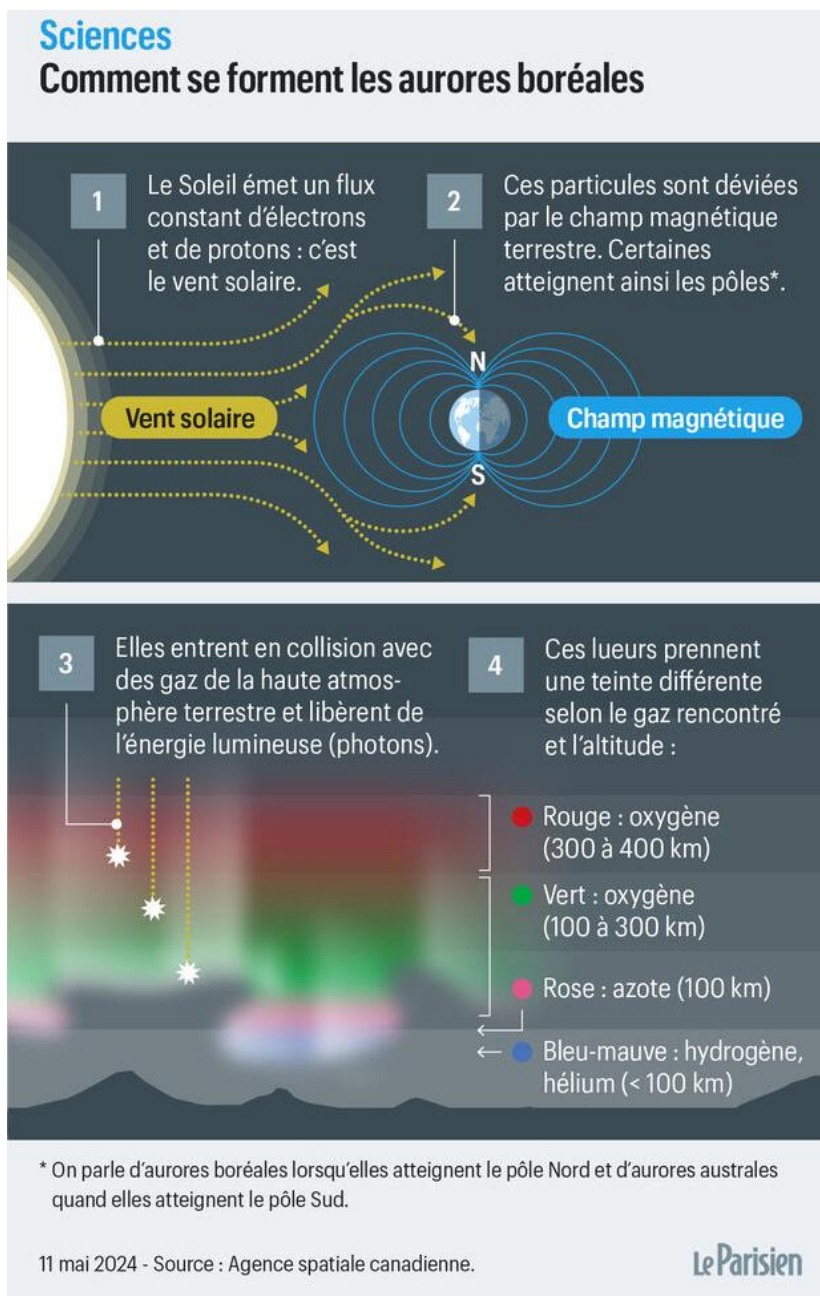 Sciences
Comment se forment les aurores boréales
1
Le Soleil émet un flux
constant d'électrons
et de protons : c'est
le vent solaire.
2
Ces particules sont déviées
par le champ magnétique
terrestre. Certaines
atteignent ainsi les pôles*.
N
Vent solaire
Champ magnétique
S
3
Elles entrent en collision avec
des gaz de la haute atmos-
phère terrestre et libèrent de
l'énergie lumineuse (photons).
4
Ces lueurs prennent
une teinte différente
selon le gaz rencontré
et l'altitude :
Rouge : oxygène
(300 à 400 km)
Vert : oxygène
(100 à 300 km)
Rose : azote (100 km)
Bleu-mauve : hydrogène,
hélium (< 100 km)
* On parle d'aurores boréales lorsqu'elles atteignent le pôle Nord et d'aurores australes
quand elles atteignent le pôle Sud.
11 mai 2024 - Source : Agence spatiale canadienne.
Le Parisien